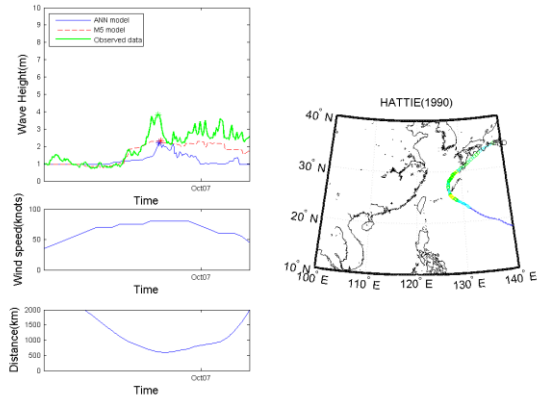 ANN model
M5 model
Observed data
10
9
8
7
6
5
4
3
2
1
0
Wave Height(m)
Oct07
Time
100
50
0
Wind speed(knots)
Oct07
Time
2000
1500
1000
500
0
Distance(km)
Oct07
Time
HATTIE(1990)
40° N
30° N
20° N
10° N
100° E
110° E
120° E
130° E
140° E